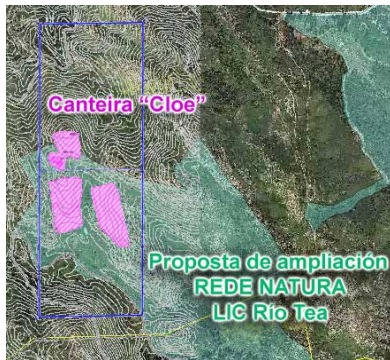 Canteira "Cloe"
Proposta de ampliación
REDE NATURA
LIC Río Tea